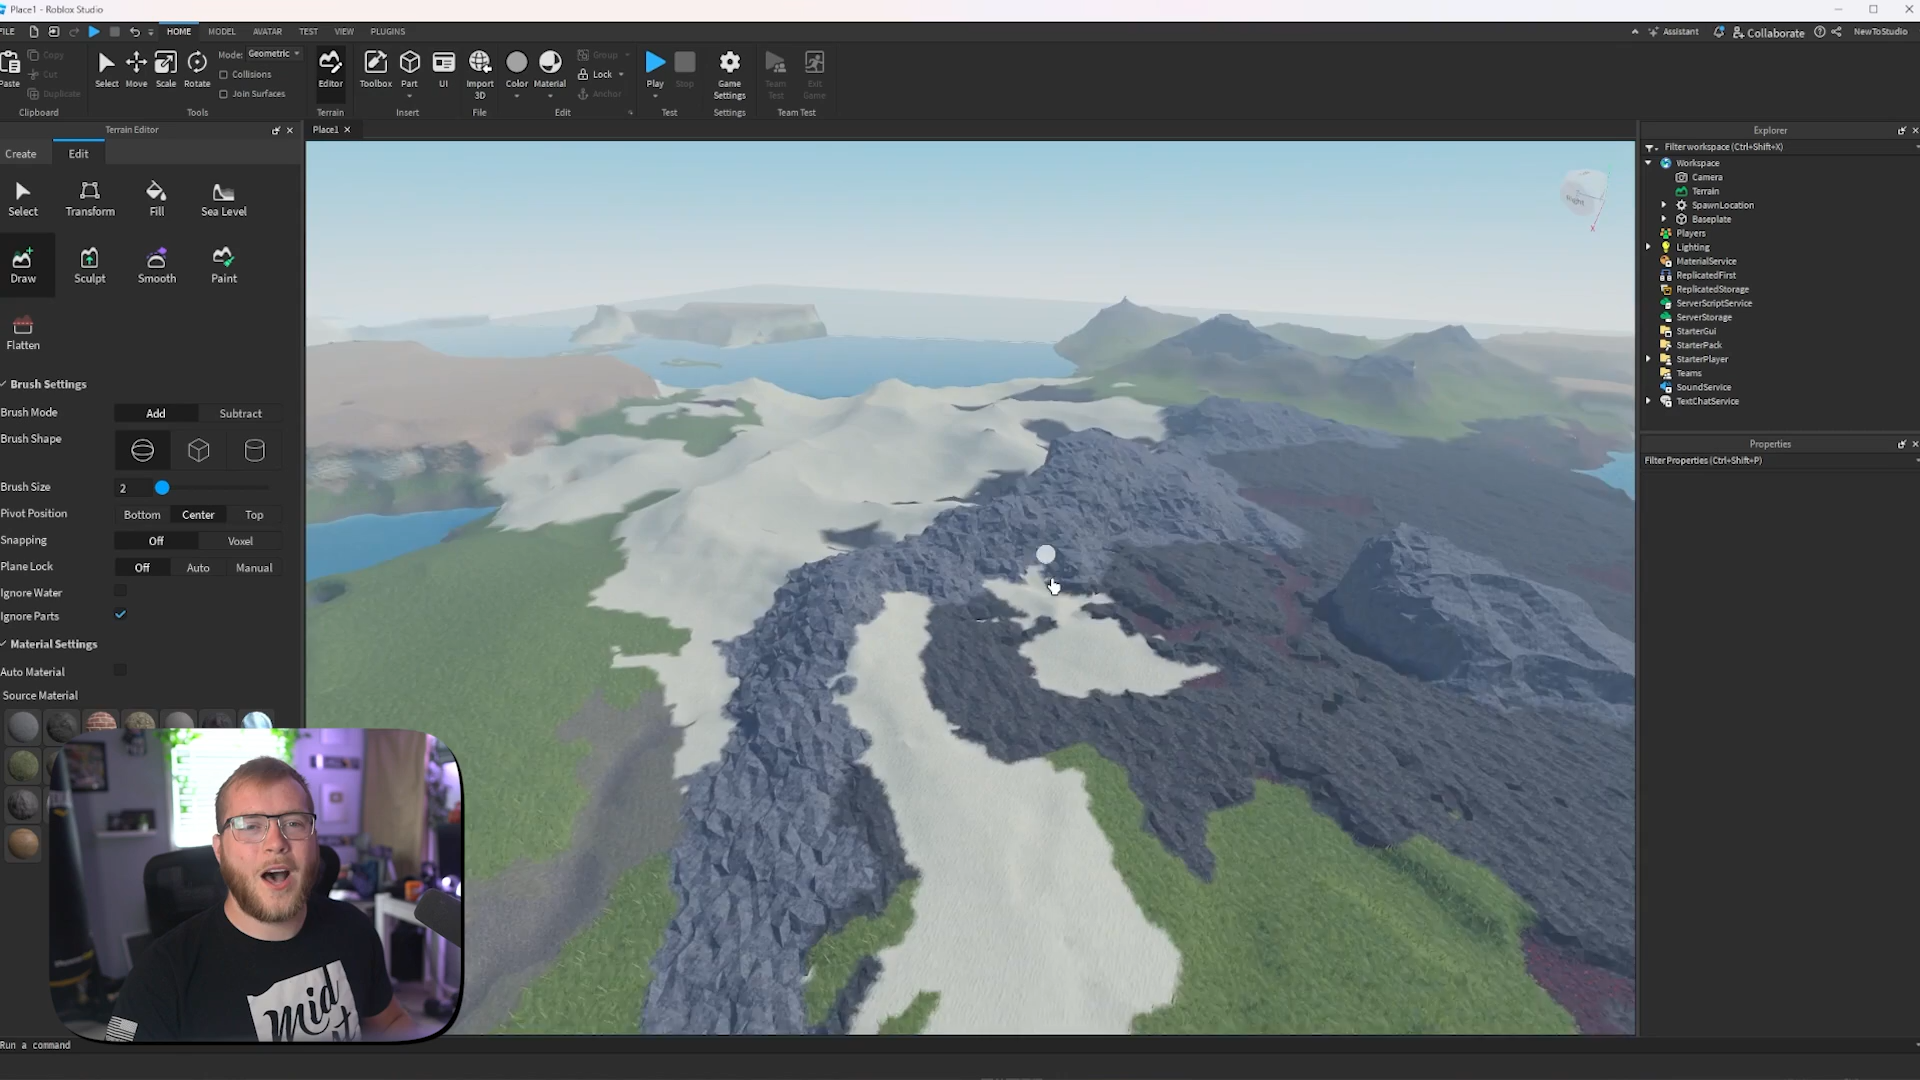 Place1 - Roblox Studio
FILE HOME MODEL AVATAR TEST VIEW PLUGINS Assistant Collaborate NewToStudio
Paste Copy Cut Duplicate
Select Move Scale Rotate
Mode: Geometric
Collisions
Join Surfaces
Editor Toolbox Part UI Import 3D Color Material
Group
Lock
Anchor
Play Stop Game Settings Team Test Exit Game
Clipboard Tools Terrain Insert File Edit Test Settings Team Test
Terrain Editor
Create Edit
Select Transform Fill Sea Level
Draw Sculpt Smooth Paint
Flatten
Brush Settings
Brush Mode Add Subtract
Brush Shape
Brush Size 2
Pivot Position Bottom Center Top
Snapping Off Voxel
Plane Lock Off Auto Manual
Ignore Water
Ignore Parts
Material Settings
Auto Material
Source Material
Place1
Right
X
Explorer
Filter workspace (Ctrl+Shift+X)
Workspace
Camera
Terrain
SpawnLocation
Baseplate
Players
Lighting
MaterialService
ReplicatedFirst
ReplicatedStorage
ServerScriptService
ServerStorage
StarterGui
StarterPack
StarterPlayer
Teams
SoundService
TextChatService
Properties
Filter Properties (Ctrl+Shift+P)
Run a command